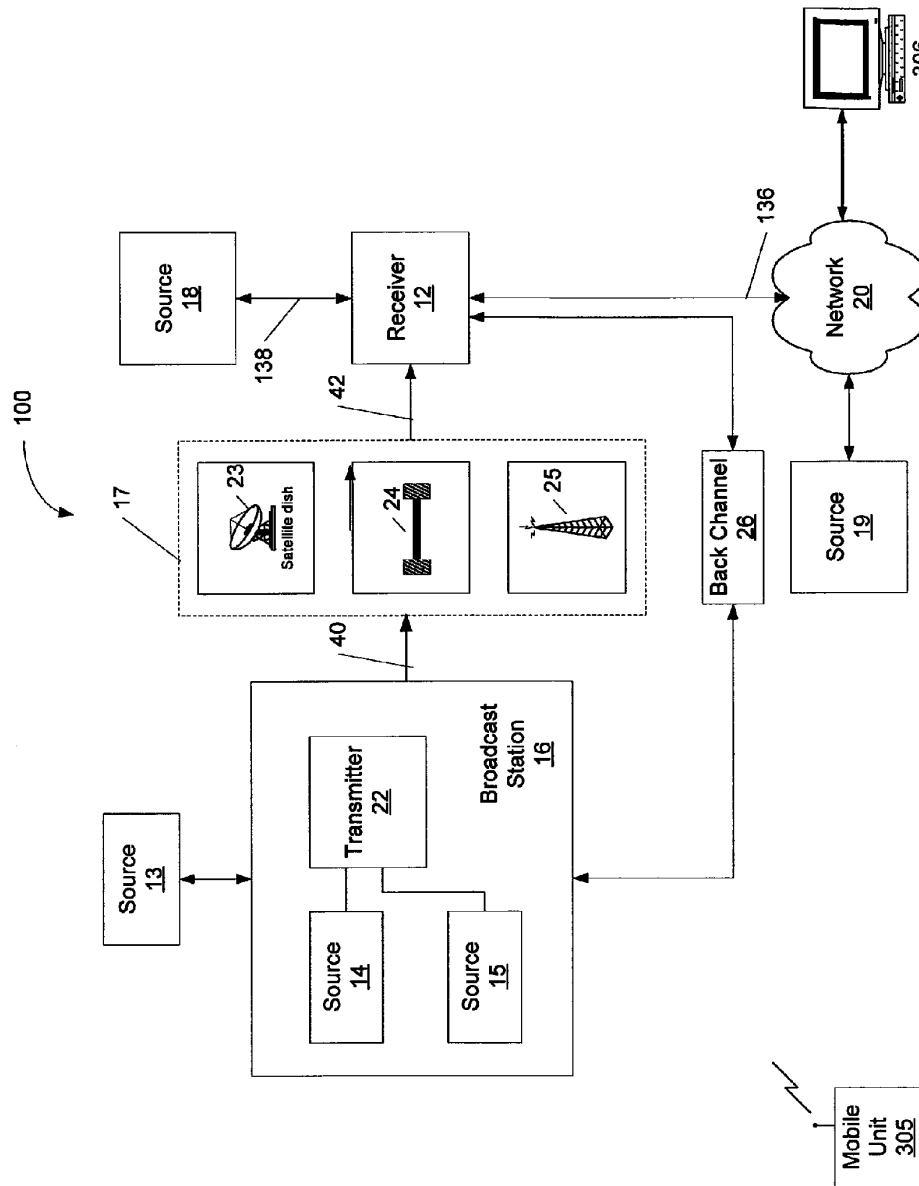 Mobile
Unit
305
Source
13
Source
14
Source
15
Transmitter
22
Broadcast
Station
16
40
17
100
23
Satellite dish
24
25
42
Source
18
138
Receiver
12
Back Channel
26
136
Source
19
Network
20